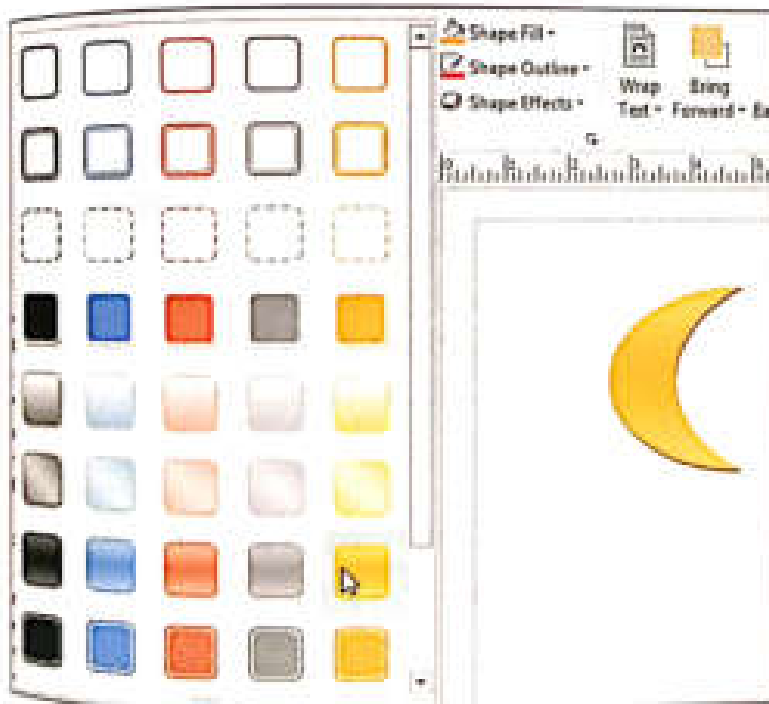 Shape Fill
Shape Outline
Shape Effects
Wrap
Text
Bring
Forward